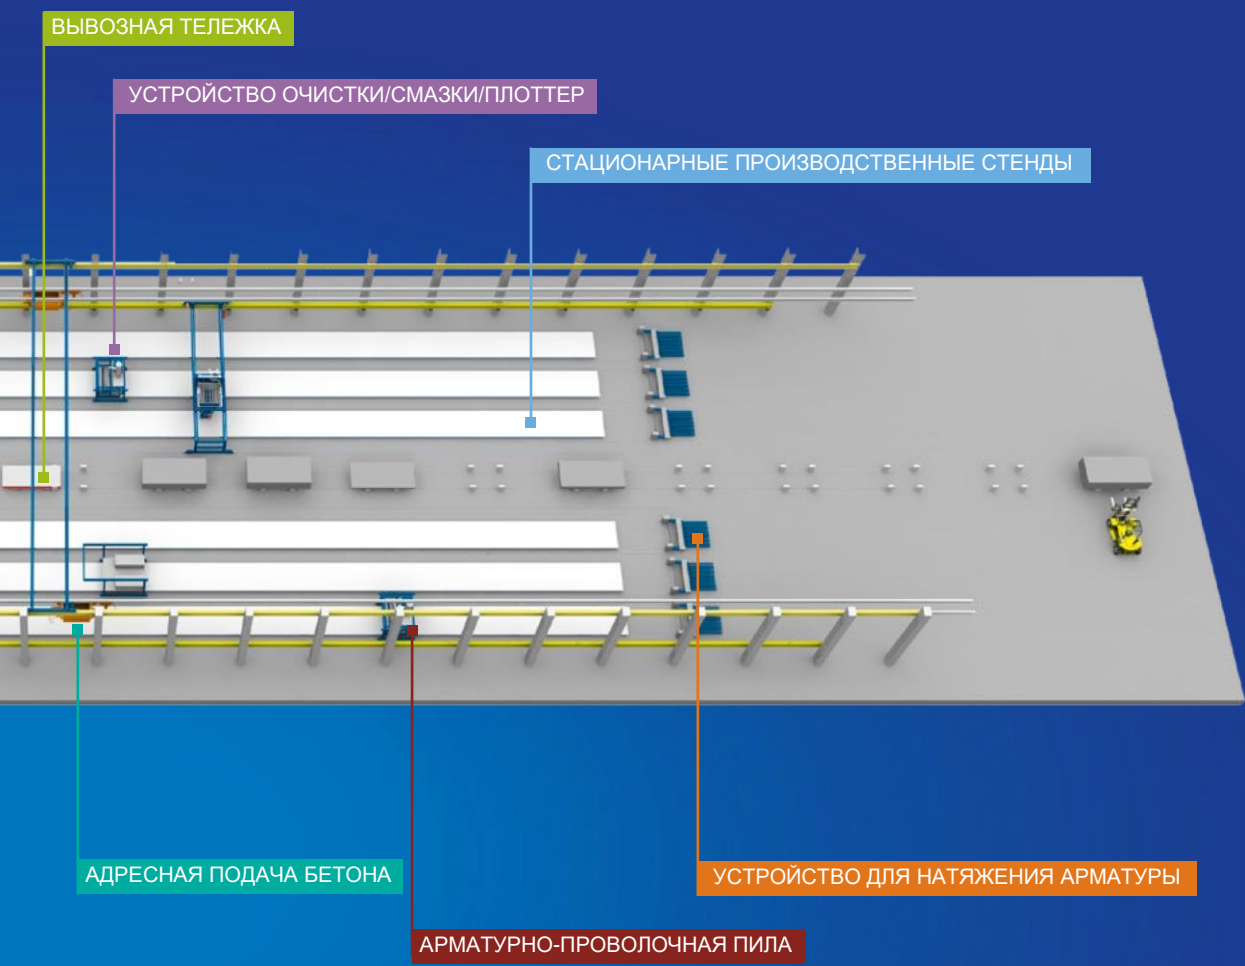 ВЫВОЗНАЯ ТЕЛЕЖКА
УСТРОЙСТВО ОЧИСТКИ/СМАЗКИ/ПЛОТТЕР
СТАЦИОНАРНЫЕ ПРОИЗВОДСТВЕННЫЕ СТЕНДЫ
АДРЕСНАЯ ПОДАЧА БЕТОНА
УСТРОЙСТВО ДЛЯ НАТЯЖЕНИЯ АРМАТУРЫ
АРМАТУРНО-ПРОВОЛОЧНАЯ ПИЛА